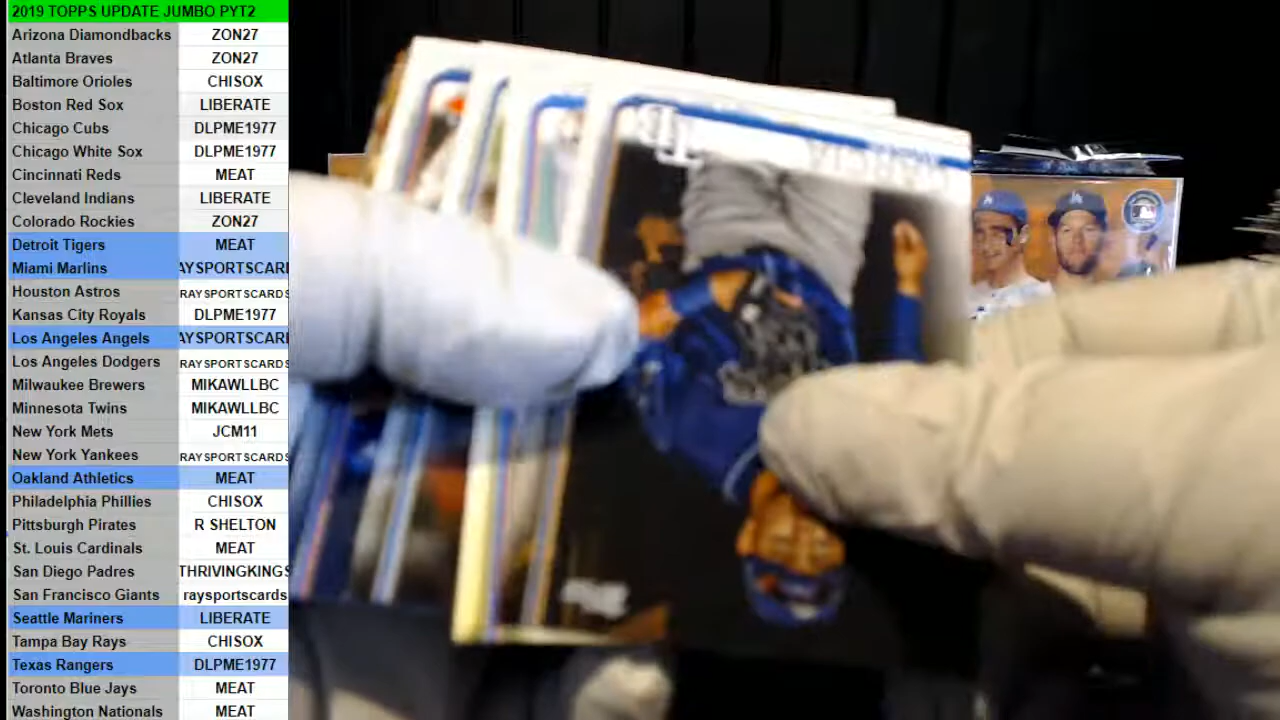 2019 TOPPS UPDATE JUMBO PYT2
Arizona Diamondbacks ZON27
Atlanta Braves ZON27
Baltimore Orioles CHISOX
Boston Red Sox LIBERATE
Chicago Cubs DLPME1977
Chicago White Sox DLPME1977
Cincinnati Reds MEAT
Cleveland Indians LIBERATE
Colorado Rockies ZON27
Detroit Tigers MEAT
Miami Marlins AYSPORTSCARI
Houston Astros RAYSPORTSCARDS
Kansas City Royals DLPME1977
Los Angeles Angels AYSPORTSCARI
Los Angeles Dodgers RAYSPORTSCARDS
Milwaukee Brewers MIKAWLLBC
Minnesota Twins MIKAWLLBC
New York Mets JCM11
New York Yankees RAYSPORTSCARDS
Oakland Athletics MEAT
Philadelphia Phillies CHISOX
Pittsburgh Pirates R SHELTON
St. Louis Cardinals MEAT
San Diego Padres THRIVINGKINGS
San Francisco Giants raysportscards
Seattle Mariners LIBERATE
Tampa Bay Rays CHISOX
Texas Rangers DLPME1977
Toronto Blue Jays MEAT
Washington Nationals MEAT
GARCIA